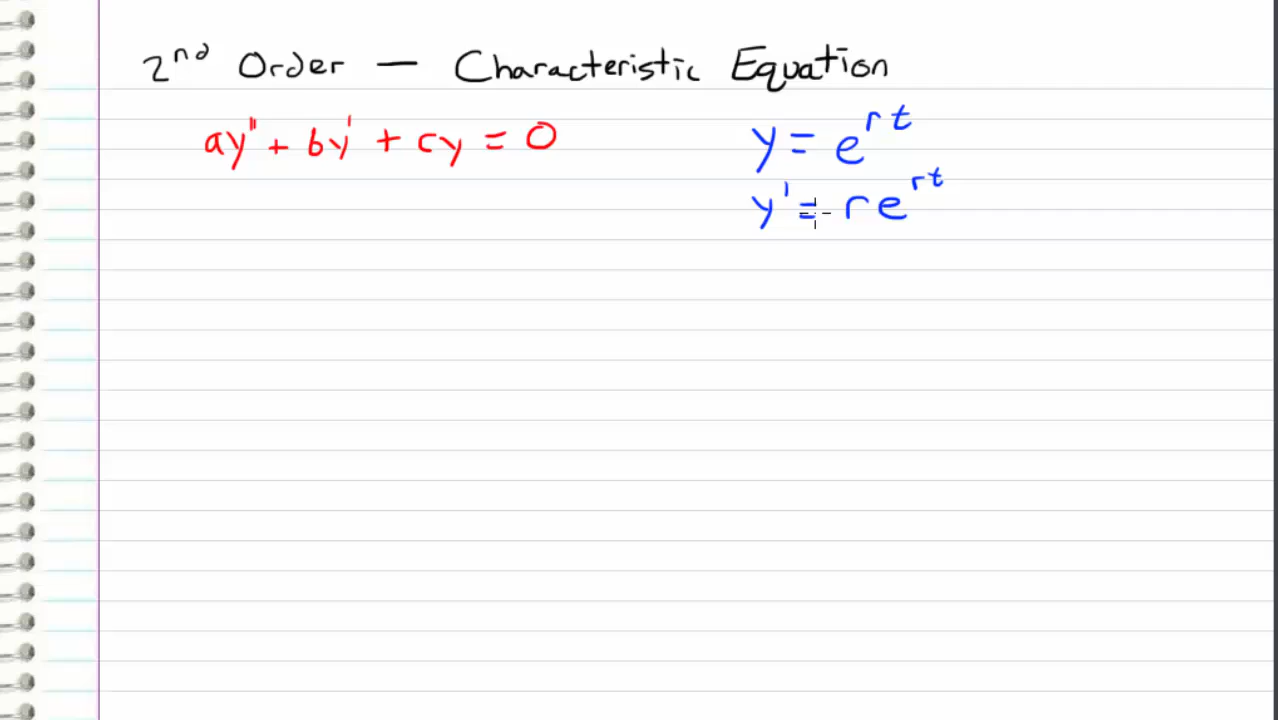 2nd Order — Characteristic Equation
ay" + by' + cy = 0
y = e^{rt}
y' = re^{rt}